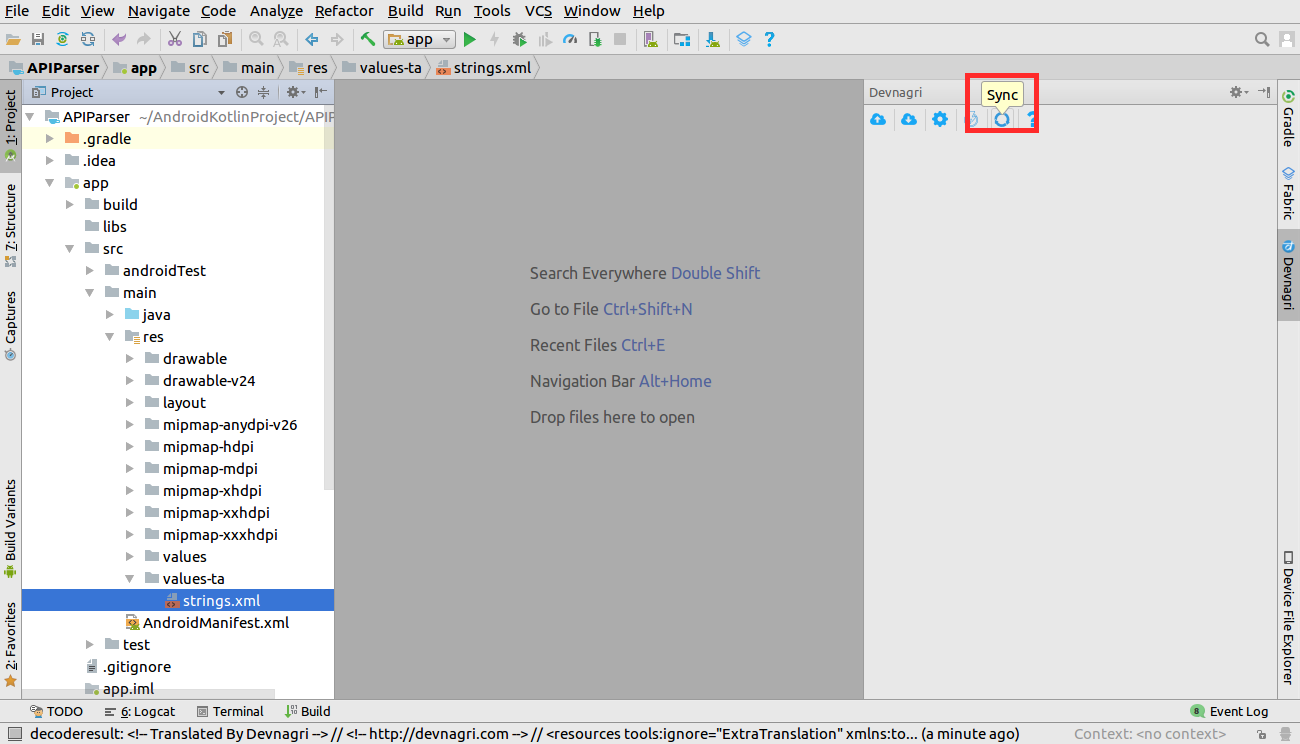 File Edit View Navigate Code Analyze Refactor Build Run Tools VCS Window Help
app
APIParser app src main res values-ta strings.xml
Project
Devnagri
Sync
1: Project
7: Structure
Captures
Build Variants
2: Favorites
APIParser ~/AndroidKotlinProject/APIP
.gradle
.idea
app
build
libs
src
androidTest
main
java
res
drawable
drawable-v24
layout
mipmap-anydpi-v26
mipmap-hdpi
mipmap-mdpi
mipmap-xhdpi
mipmap-xxhdpi
mipmap-xxxhdpi
values
values-ta
strings.xml
AndroidManifest.xml
test
.gitignore
app.iml
Search Everywhere Double Shift
Go to File Ctrl+Shift+N
Recent Files Ctrl+E
Navigation Bar Alt+Home
Drop files here to open
Gradle
Fabric
Devnagri
Device File Explorer
TODO 6: Logcat Terminal Build 8 Event Log
decoderesult: <!-- Translated By Devnagri --> // <!-- http://devnagri.com --> // <resources tools:ignore="ExtraTranslation" xmlns:to... (a minute ago) Context: <no context>